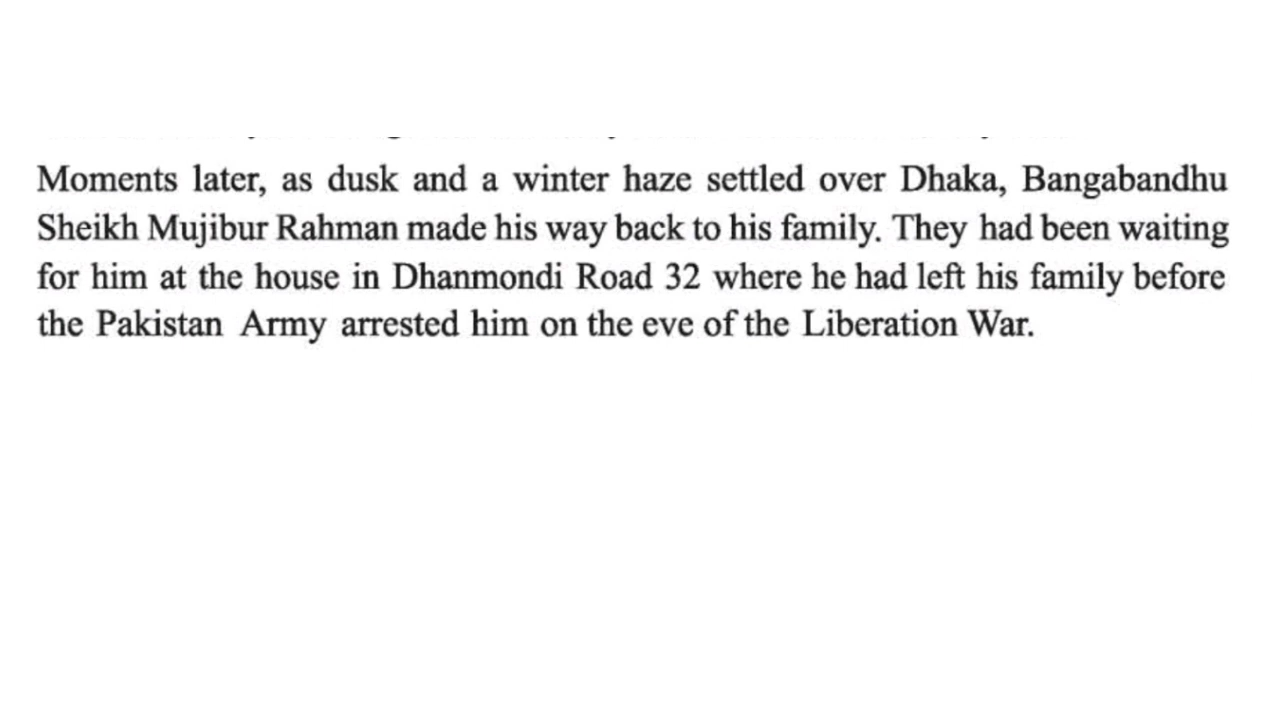 Moments later, as dusk and a winter haze settled over Dhaka, Bangabandhu
Sheikh Mujibur Rahman made his way back to his family. They had been waiting
for him at the house in Dhanmondi Road 32 where he had left his family before
the Pakistan Army arrested him on the eve of the Liberation War.